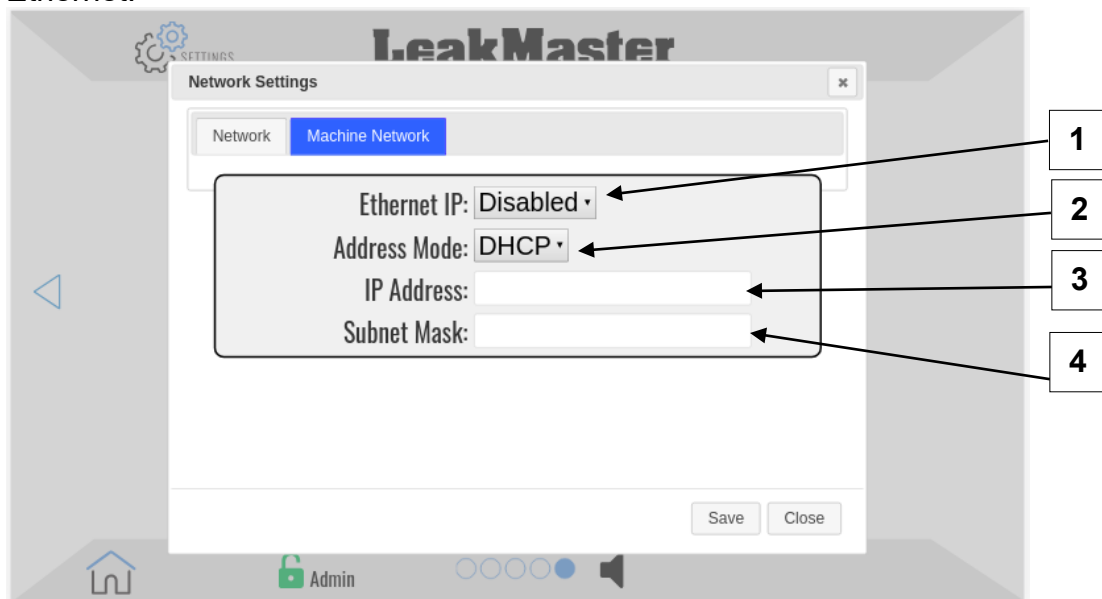 Ethernet.
SETTINGS
LeakMaster
Network Settings
Network
Machine Network
1
Ethernet IP: Disabled
2
Address Mode: DHCP
3
IP Address:
Subnet Mask:
4
Save
Close
Admin